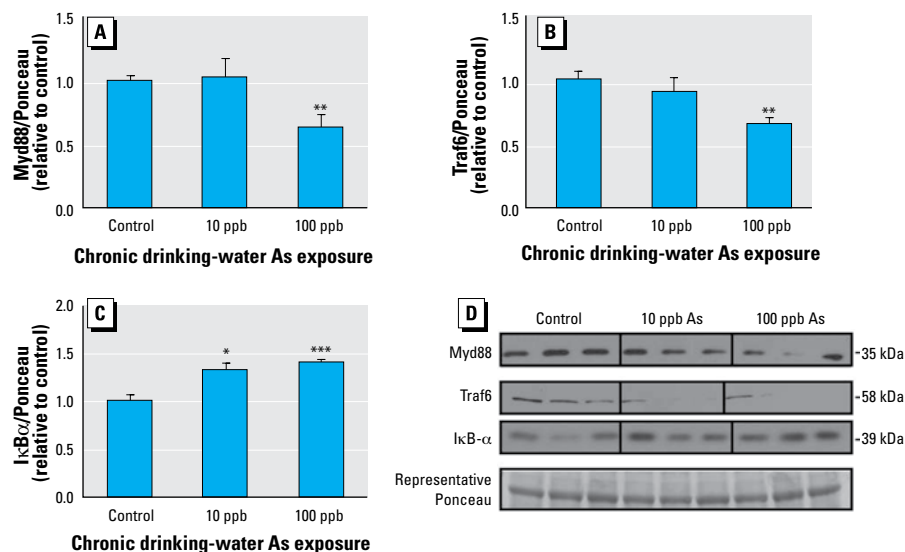 A
Myd88/Ponceau
(relative to control)
1.5
1.0
0.5
0.0
**
Control 10 ppb 100 ppb
Chronic drinking-water As exposure
B
Traf6/Ponceau
(relative to control)
1.5
1.0
0.5
0.0
**
Control 10 ppb 100 ppb
Chronic drinking-water As exposure
C
IκBα/Ponceau
(relative to control)
2.0
1.5
1.0
0.5
0.0
*
***
Control 10 ppb 100 ppb
Chronic drinking-water As exposure
D
Control 10 ppb As 100 ppb As
Myd88 -35 kDa
Traf6 -58 kDa
IκB-α -39 kDa
Representative
Ponceau